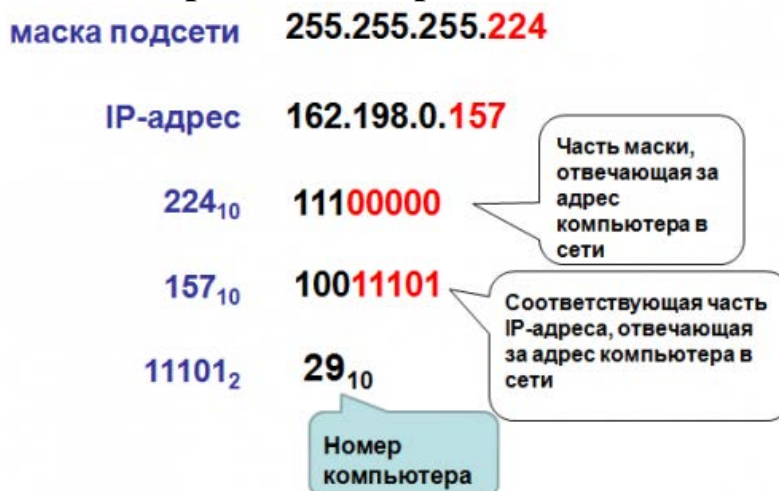 маска подсети 255.255.255.224
IP-адрес 162.198.0.157
Часть маски,
отвечающая за
адрес
компьютера в
сети
224₁₀ 11100000
157₁₀ 10011101
Соответствующая часть
IP-адреса, отвечающая
за адрес компьютера в
сети
11101₂ 29₁₀
Номер
компьютера